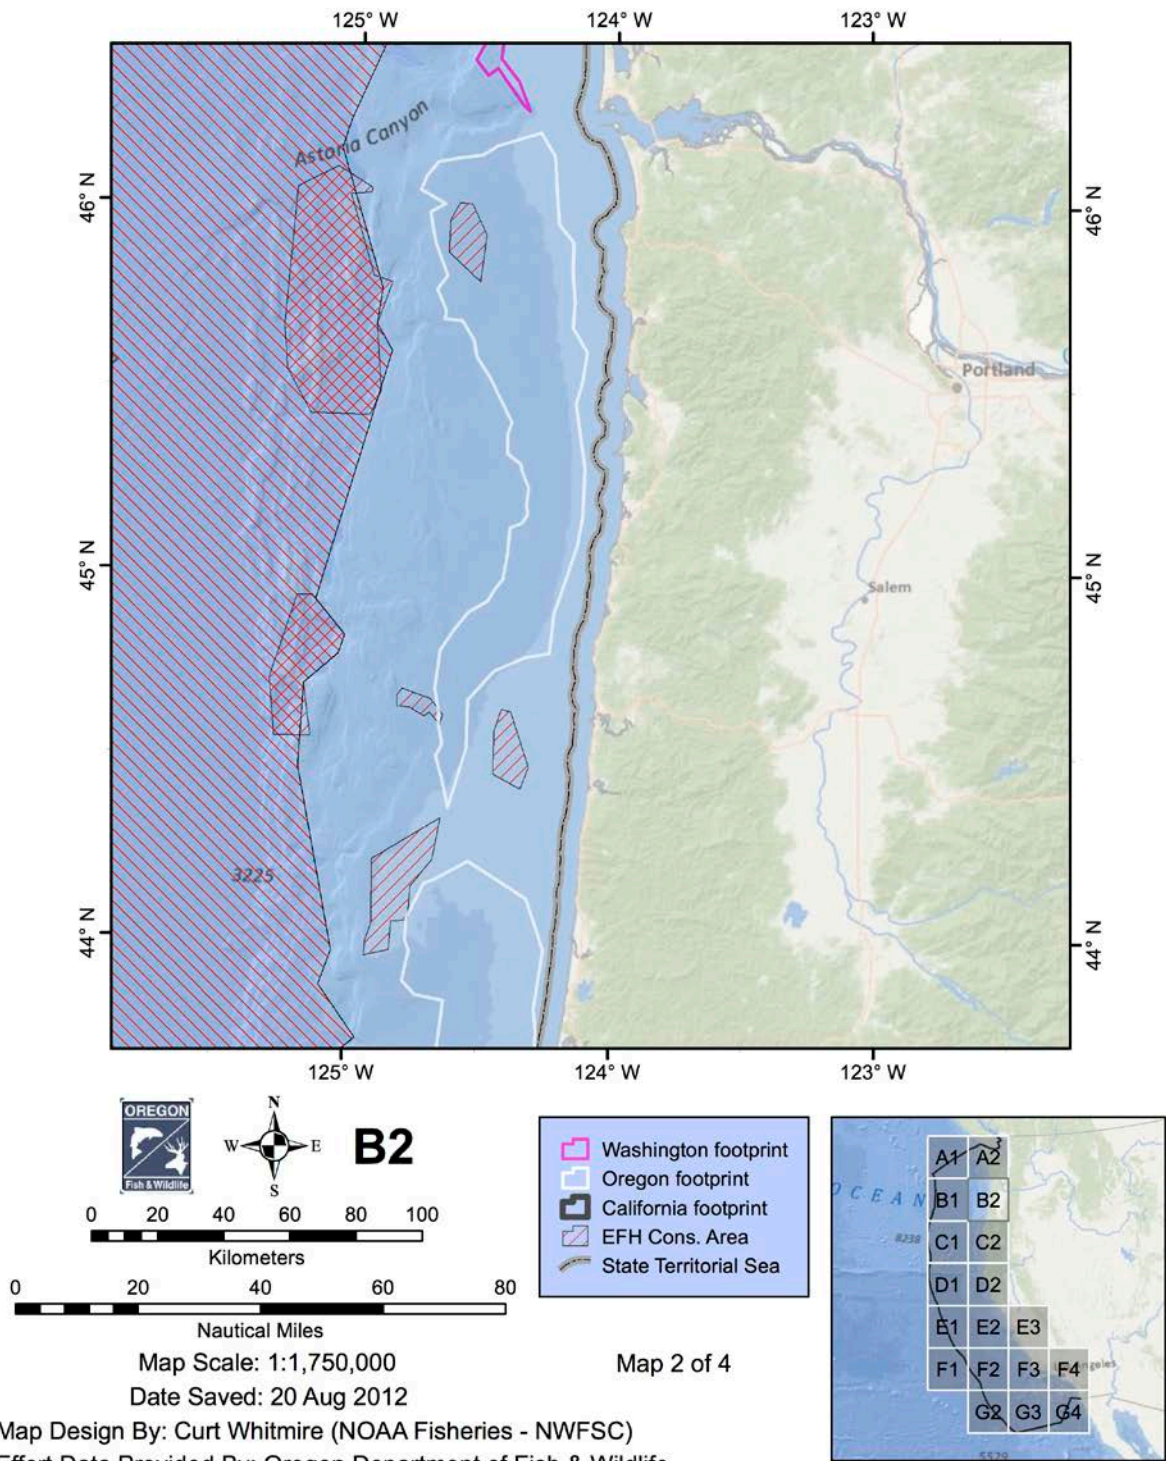 125° W 124° W 123° W
Astoria Canyon
46° N
46° N
Portland
45° N
45° N
Salem
3225
44° N
44° N
125° W 124° W 123° W
OREGON
Fish & Wildlife
N
W E
S
B2
0 20 40 60 80 100
Kilometers
0 20 40 60 80
Nautical Miles
Map Scale: 1:1,750,000
Date Saved: 20 Aug 2012
Map Design By: Curt Whitmire (NOAA Fisheries - NWFSC)
Effort Data Provided By: Oregon Department of Fish & Wildlife
Washington footprint
Oregon footprint
California footprint
EFH Cons. Area
State Territorial Sea
Map 2 of 4
OCEAN
8238
A1 A2
B1 B2
C1 C2
D1 D2
E1 E2 E3
F1 F2 F3 F4
G2 G3 G4
5529